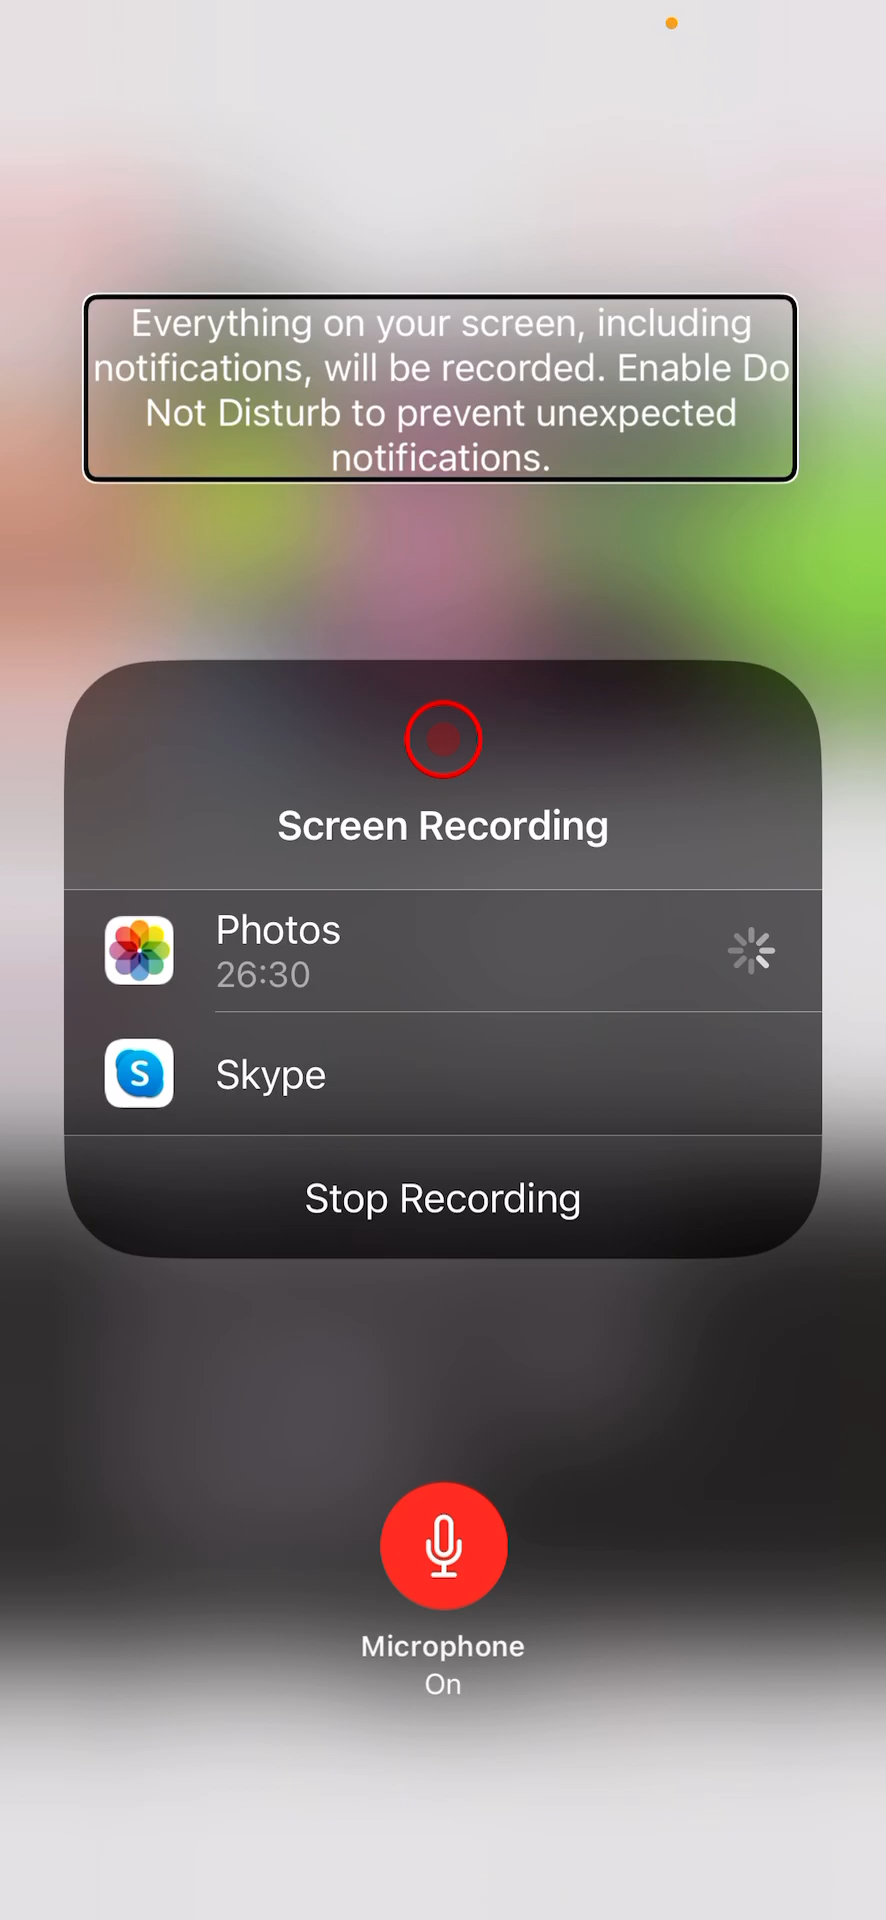 Everything on your screen, including
notifications, will be recorded. Enable Do
Not Disturb to prevent unexpected
notifications.
Screen Recording
Photos
26:30
S
Skype
Stop Recording
Microphone
On